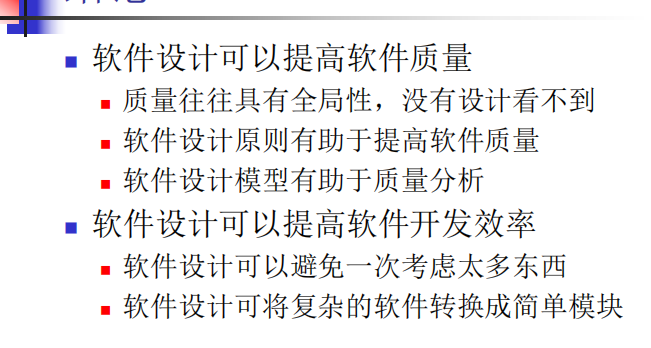 软件设计可以提高软件质量
质量往往具有全局性，没有设计看不到
软件设计原则有助于提高软件质量
软件设计模型有助于质量分析
软件设计可以提高软件开发效率
软件设计可以避免一次考虑太多东西
软件设计可将复杂的软件转换成简单模块